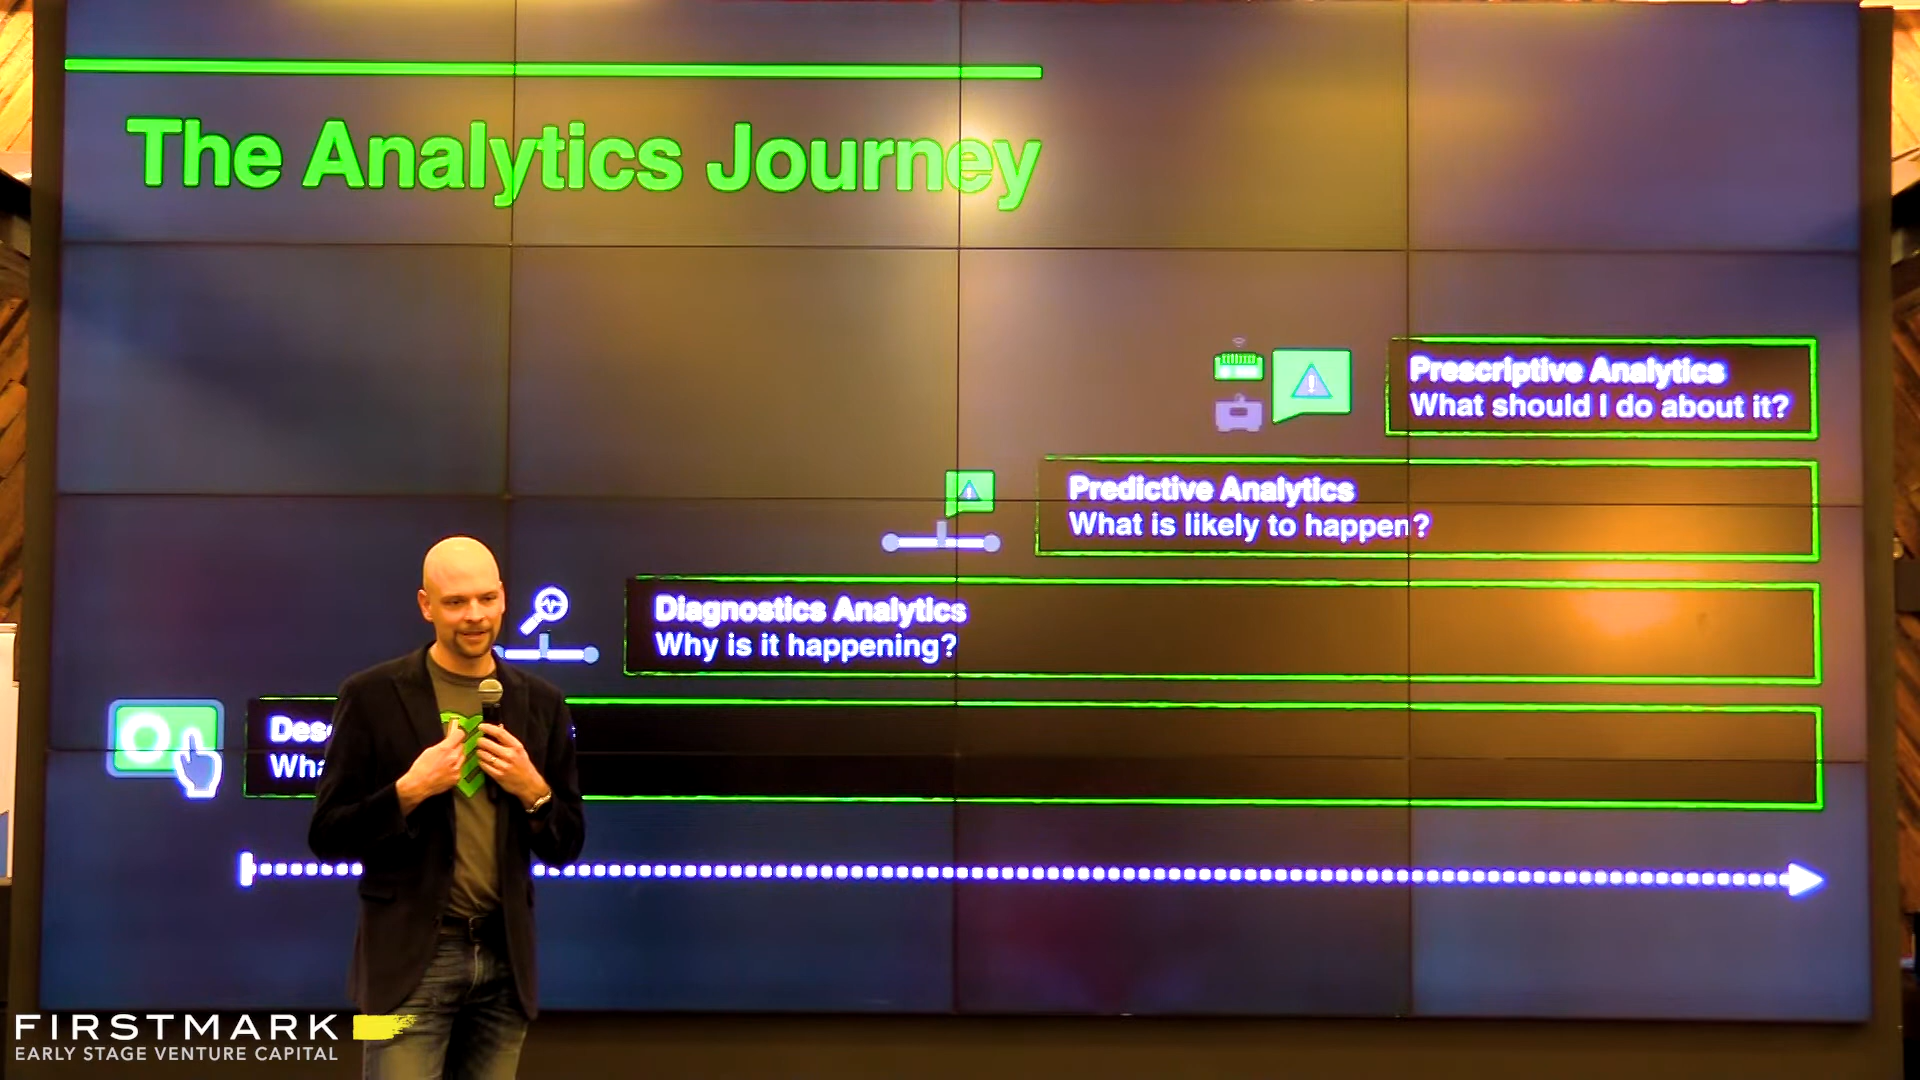 The Analytics Journey
Prescriptive Analytics
What should I do about it?
Predictive Analytics
What is likely to happen?
Diagnostics Analytics
Why is it happening?
FIRSTMARK
EARLY STAGE VENTURE CAPITAL